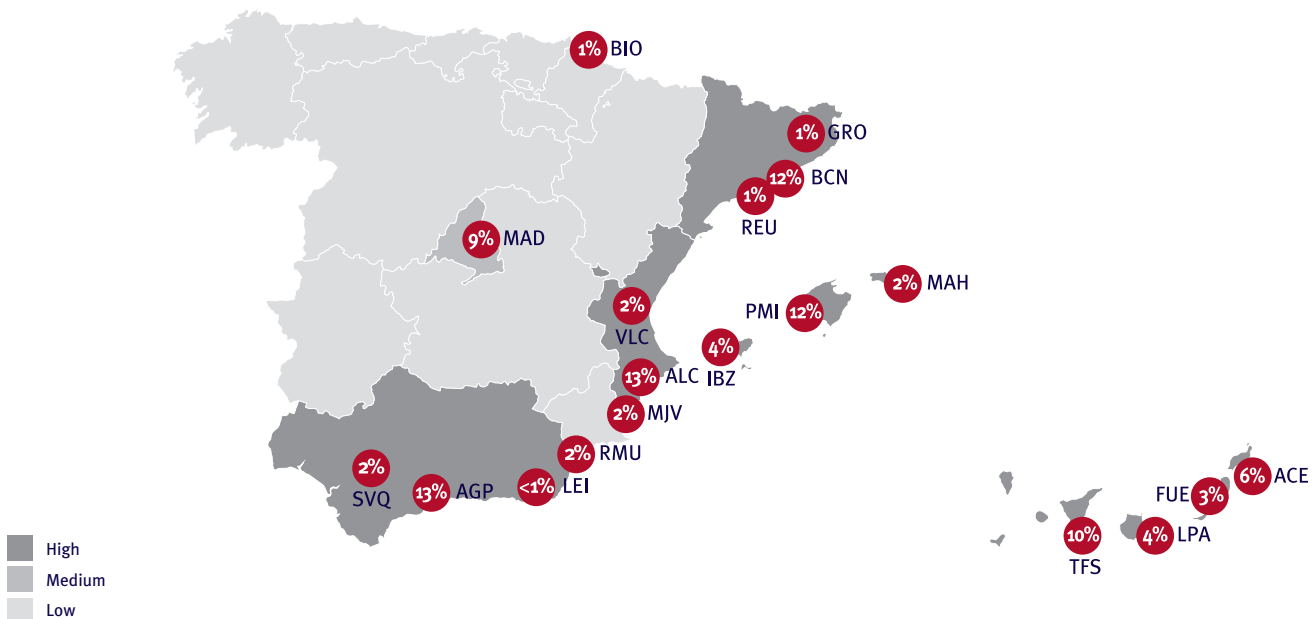 1% BIO
1% GRO
12% BCN
1%
REU
9% MAD
2% MAH
PMI 12%
2%
VLC
4%
IBZ
13% ALC
2% MJV
2% RMU
2%
SVQ
13% AGP
<1% LEI
6% ACE
FUE 3%
10%
TFS
4% LPA
High
Medium
Low